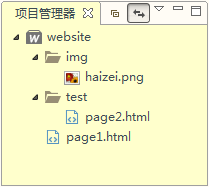 项目管理器
website
img
haizei.png
test
page2.html
page1.html